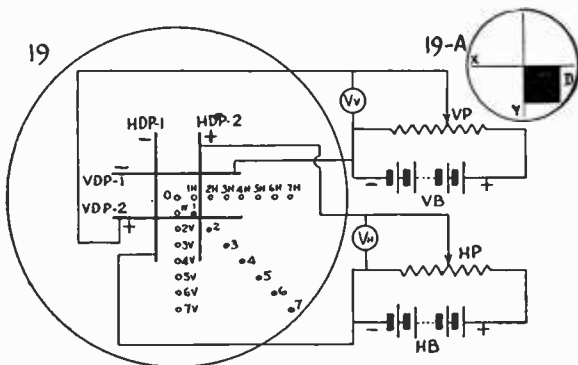 19
19-A
X
D
Y
HDP-1
HDP-2
- +
VV
VP
VDP-1 -
VDP-2 +
- VB +
O 1H 2H 3H 4H 5H 6H 7H
1
2V 2
3V 3
4V 4
5V 5
6V 6
7V 7
VH
HP
- HB +